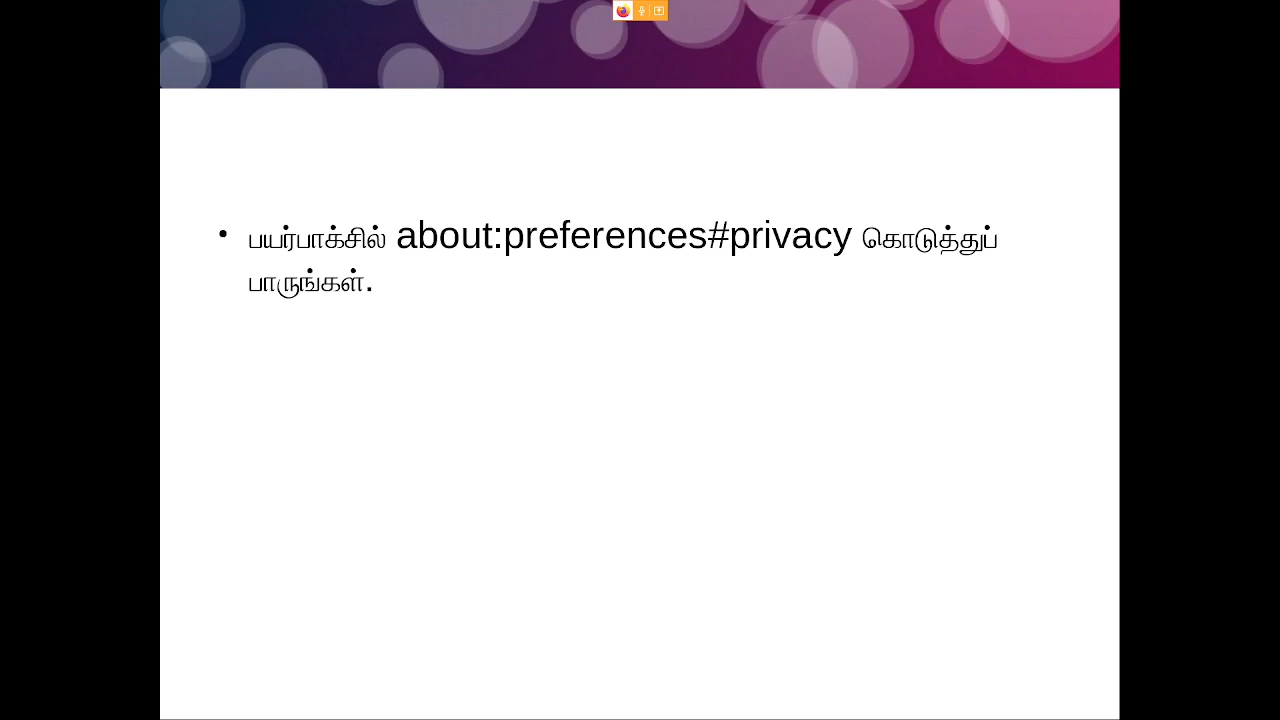 • பயர்பாக்சில் about:preferences#privacy கொடுத்துப்
பாருங்கள்.